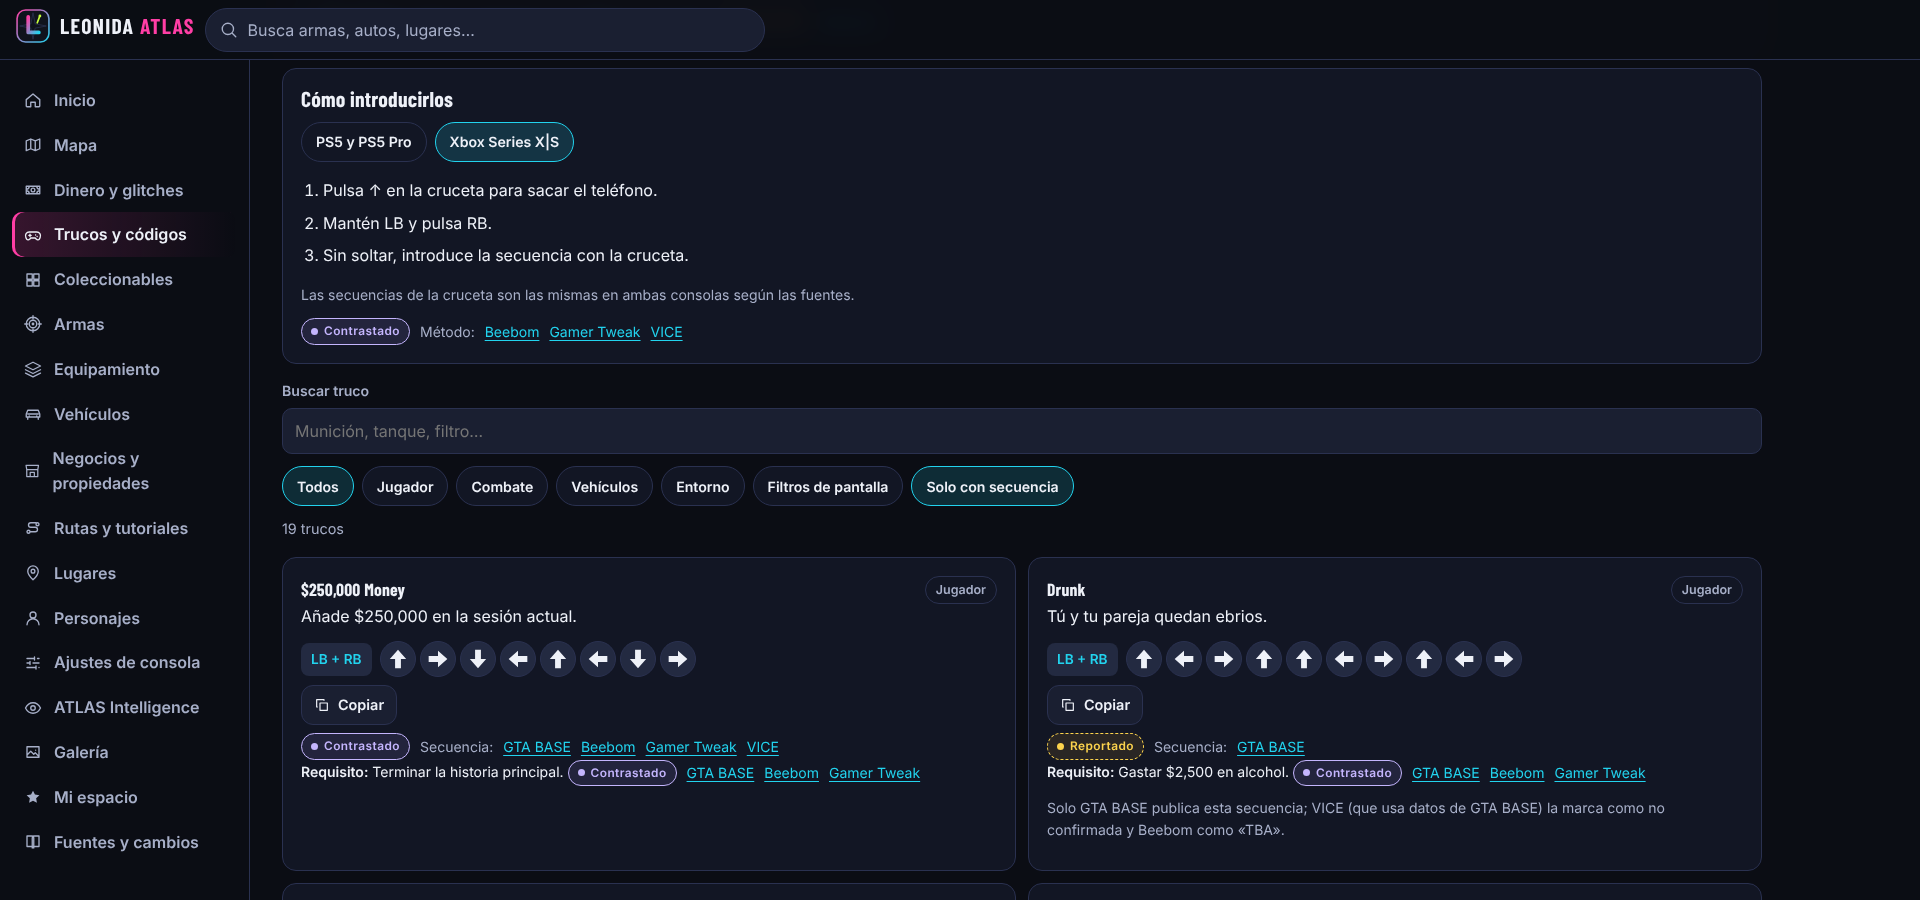 LEONIDA ATLAS
Busca armas, autos, lugares...
Inicio
Mapa
Dinero y glitches
Trucos y códigos
Coleccionables
Armas
Equipamiento
Vehículos
Negocios y
propiedades
Rutas y tutoriales
Lugares
Personajes
Ajustes de consola
ATLAS Intelligence
Galería
Mi espacio
Fuentes y cambios
Cómo introducirlos
PS5 y PS5 Pro
Xbox Series X|S
1. Pulsa ↑ en la cruceta para sacar el teléfono.
2. Mantén LB y pulsa RB.
3. Sin soltar, introduce la secuencia con la cruceta.
Las secuencias de la cruceta son las mismas en ambas consolas según las fuentes.
Contrastado Método: Beebom Gamer Tweak VICE
Buscar truco
Munición, tanque, filtro...
Todos Jugador Combate Vehículos Entorno Filtros de pantalla Solo con secuencia
19 trucos
$250,000 Money
Jugador
Añade $250,000 en la sesión actual.
LB + RB ↑ → ↓ ← ↑ ← ↓ →
Copiar
Contrastado Secuencia: GTA BASE Beebom Gamer Tweak VICE
Requisito: Terminar la historia principal. Contrastado GTA BASE Beebom Gamer Tweak
Drunk
Jugador
Tú y tu pareja quedan ebrios.
LB + RB ↑ ← → ↑ ↑ ← → ↑ ← →
Copiar
Reportado Secuencia: GTA BASE
Requisito: Gastar $2,500 en alcohol. Contrastado GTA BASE Beebom Gamer Tweak
Solo GTA BASE publica esta secuencia; VICE (que usa datos de GTA BASE) la marca como no
confirmada y Beebom como «TBA».